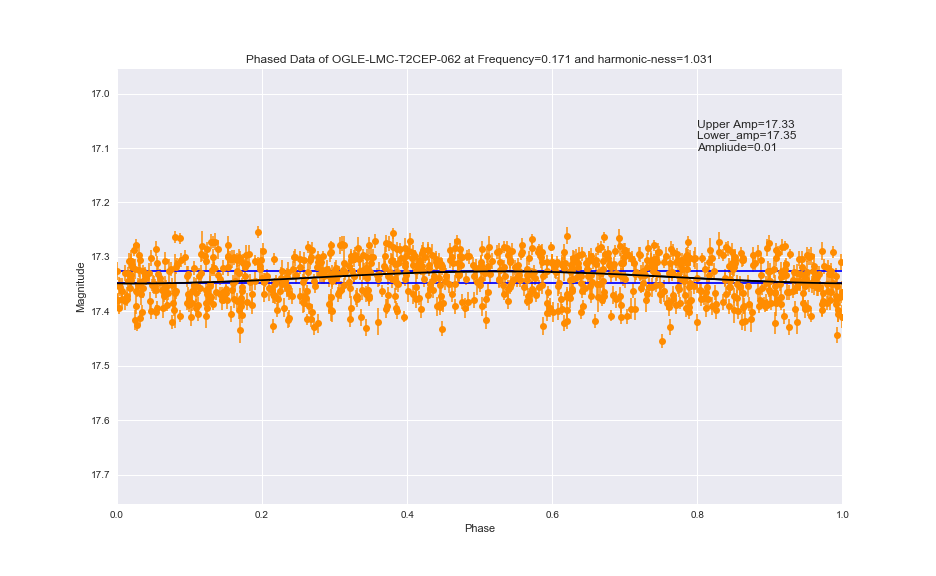 Phased Data of OGLE-LMC-T2CEP-062 at Frequency=0.171 and harmonic-ness=1.031
Upper Amp=17.33
Lower_amp=17.35
Ampliude=0.01
Magnitude
17.0
17.1
17.2
17.3
17.4
17.5
17.6
17.7
0.0
0.2
0.4
0.6
0.8
1.0
Phase